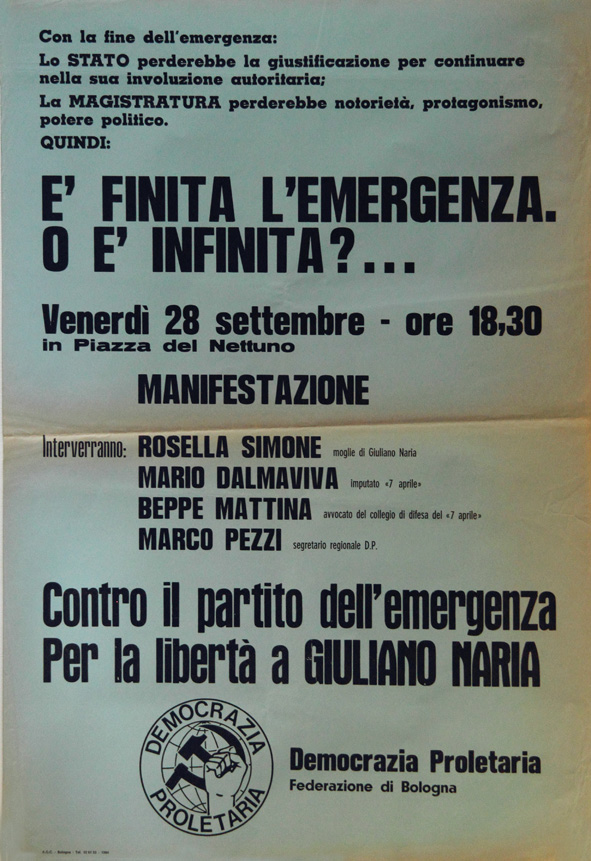 Con la fine dell'emergenza:
Lo STATO perderebbe la giustificazione per continuare
nella sua involuzione autoritaria;
La MAGISTRATURA perderebbe notorietà, protagonismo,
potere politico.
QUINDI:
E' FINITA L'EMERGENZA.
O E' INFINITA?...
Venerdì 28 settembre - ore 18,30
in Piazza del Nettuno
MANIFESTAZIONE
Interverranno: ROSELLA SIMONE moglie di Giuliano Naria
MARIO DALMAVIVA imputato «7 aprile»
BEPPE MATTINA avvocato del collegio di difesa del «7 aprile»
MARCO PEZZI segretario regionale D.P.
Contro il partito dell'emergenza
Per la libertà a GIULIANO NARIA
DEMOCRAZIA
PROLETARIA
Democrazia Proletaria
Federazione di Bologna